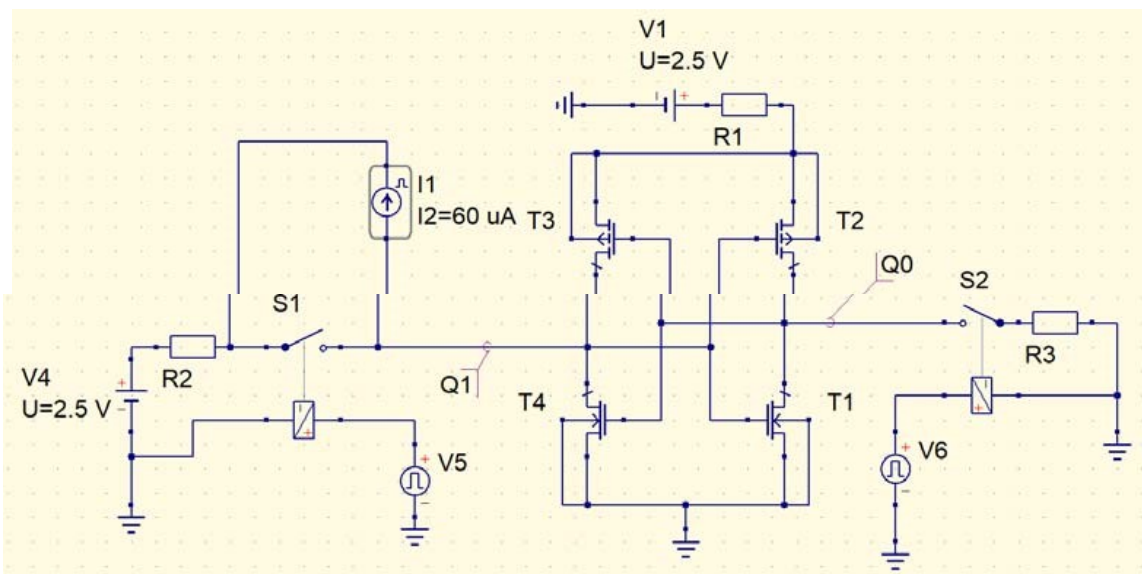 V1
U=2.5 V
R1
I1
I2=60 uA
T3
T2
Q0
S2
S1
R2
R3
V4
U=2.5 V
Q1
T4
T1
V5
V6